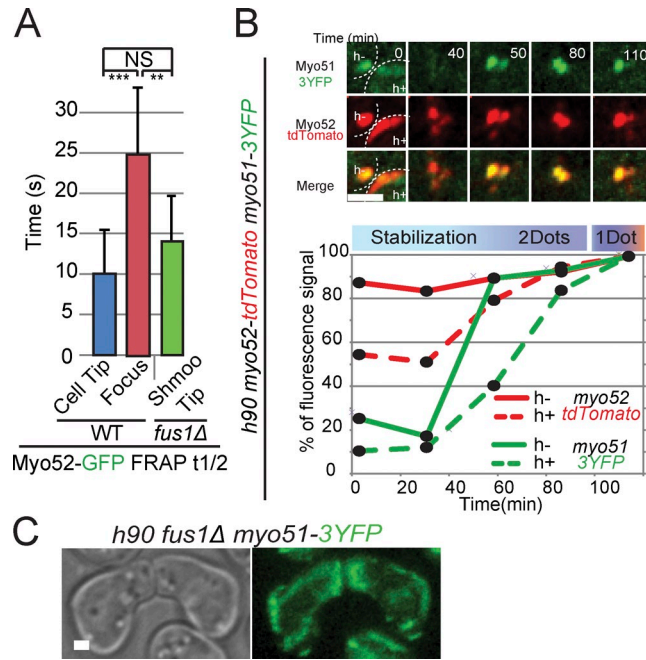 A
NS
*** **
Time (s)
30
25
20
15
10
5
0
Cell Tip
Focus
Shmoo Tip
WT fus1Δ
Myo52-GFP FRAP t1/2
B
h90 myo52-tdTomato myo51-3YFP
Time (min)
0 40 50 80 110
Myo51
3YFP
h-
h+
Myo52
tdTomato
h-
h+
Merge
h-
h+
Stabilization 2Dots 1Dot
% of fluorescence signal
100
80
60
40
20
0
h- myo52
h+ tdTomato
h- myo51
h+ 3YFP
0 20 40 60 80 100
Time(min)
C
h90 fus1Δ myo51-3YFP